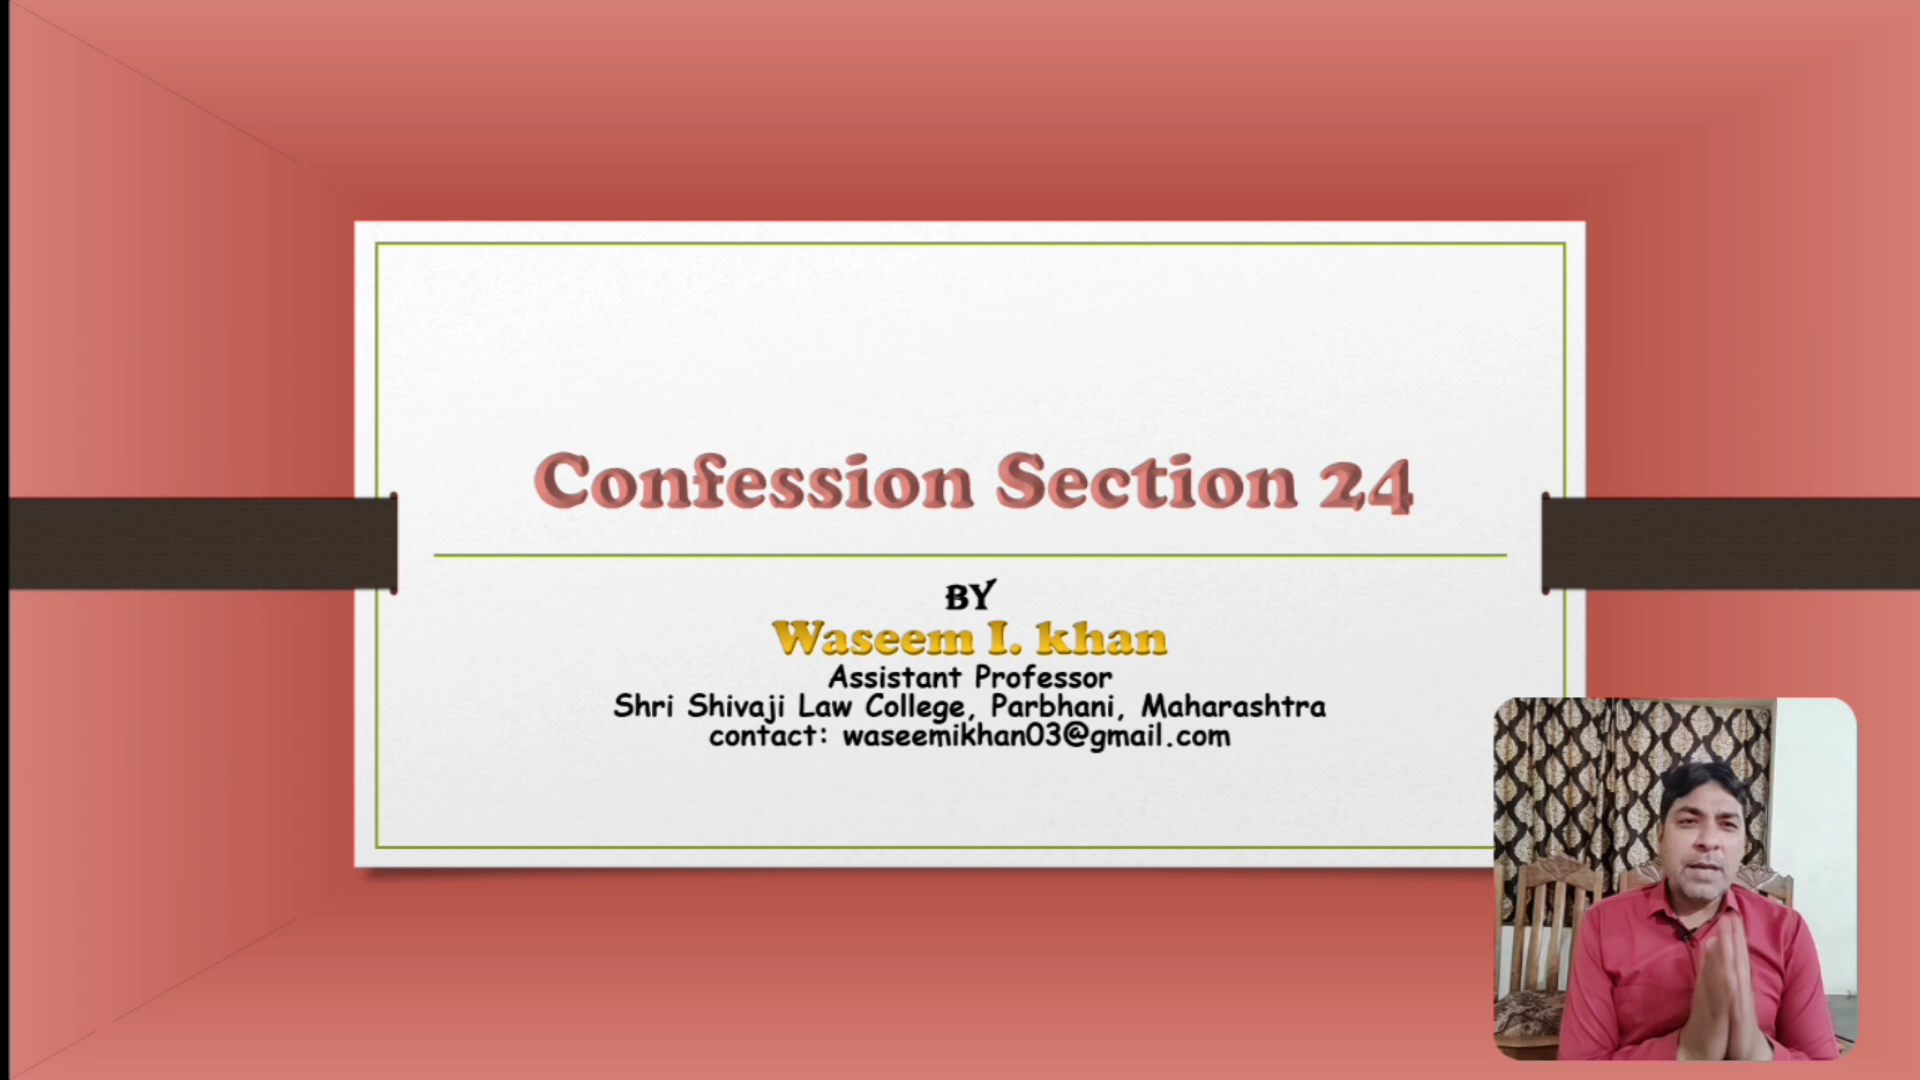 Confession Section 24
BY
Waseem I. khan
Assistant Professor
Shri Shivaji Law College, Parbhani, Maharashtra
contact: waseemikhan03@gmail.com